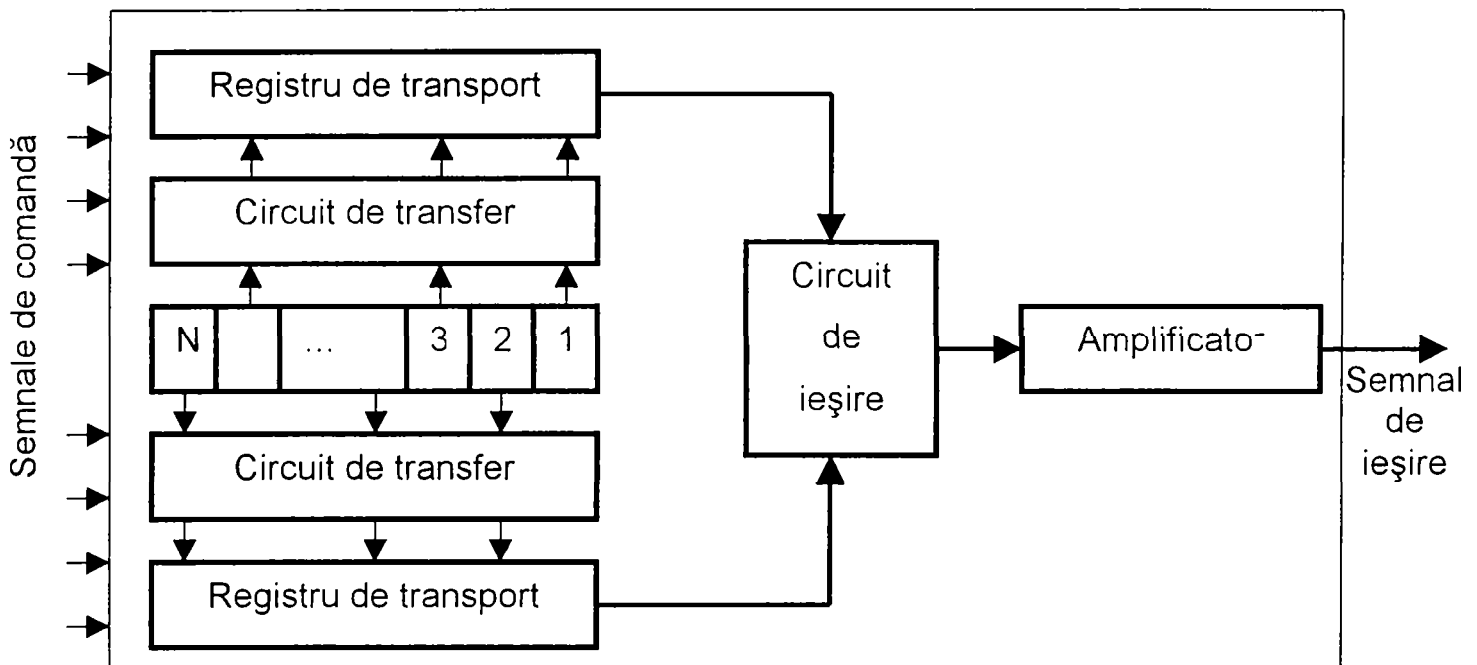 Semnale de comandă
Registru de transport
Circuit de transfer
N ... 3 2 1
Circuit de transfer
Registru de transport
Circuit
de
ieşire
Amplificato
Semnal
de
ieşire